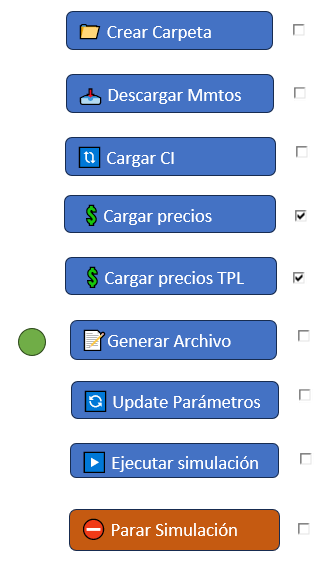 Crear Carpeta
Descargar Mmtos
Cargar CI
Cargar precios
Cargar precios TPL
Generar Archivo
Update Parámetros
Ejecutar simulación
Parar Simulación